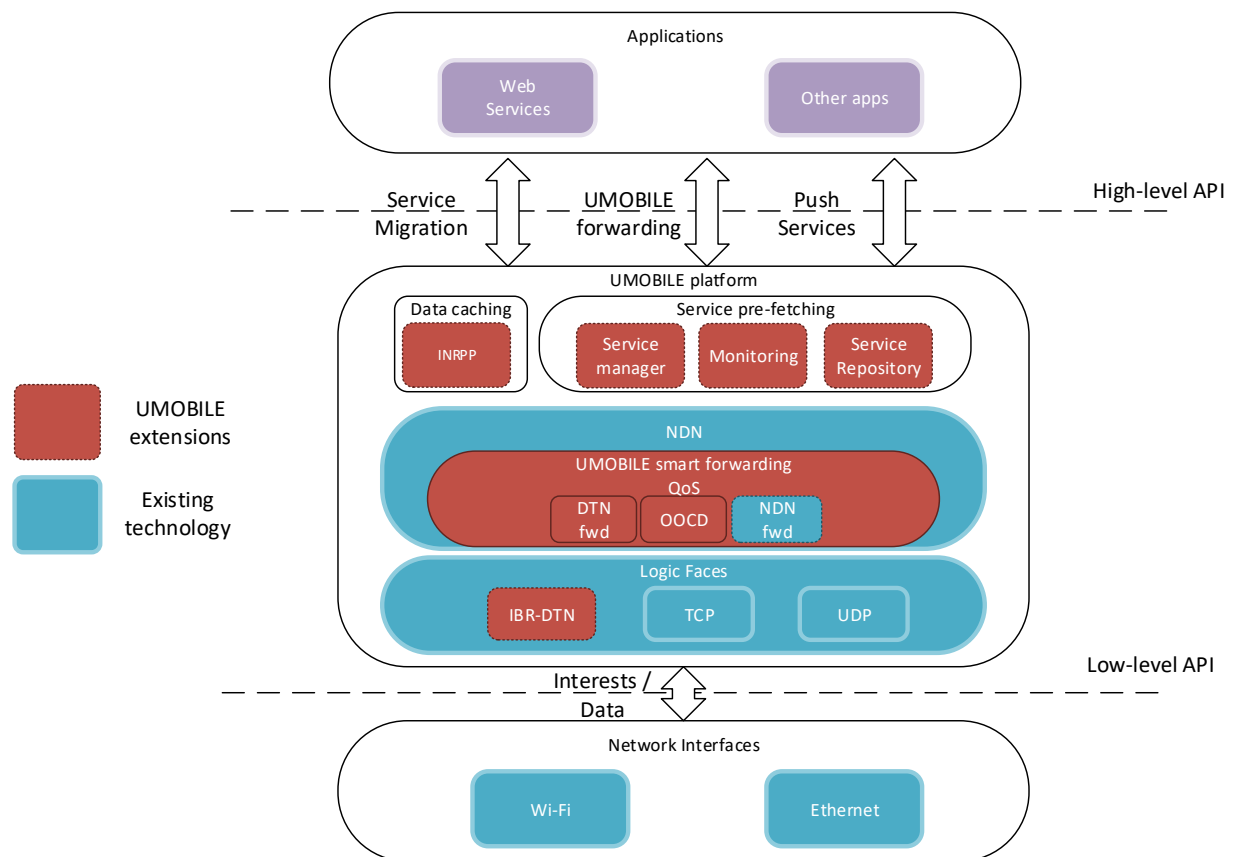 Applications
Web
Services
Other apps
Service
Migration
UMOBILE
forwarding
Push
Services
High-level API
UMOBILE platform
Data caching
INRPP
Service pre-fetching
Service
manager
Monitoring
Service
Repository
UMOBILE
extensions
Existing
technology
NDN
UMOBILE smart forwarding
QoS
DTN
fwd
OOCD
NDN
fwd
Logic Faces
IBR-DTN
TCP
UDP
Interests /
Data
Low-level API
Network Interfaces
Wi-Fi
Ethernet